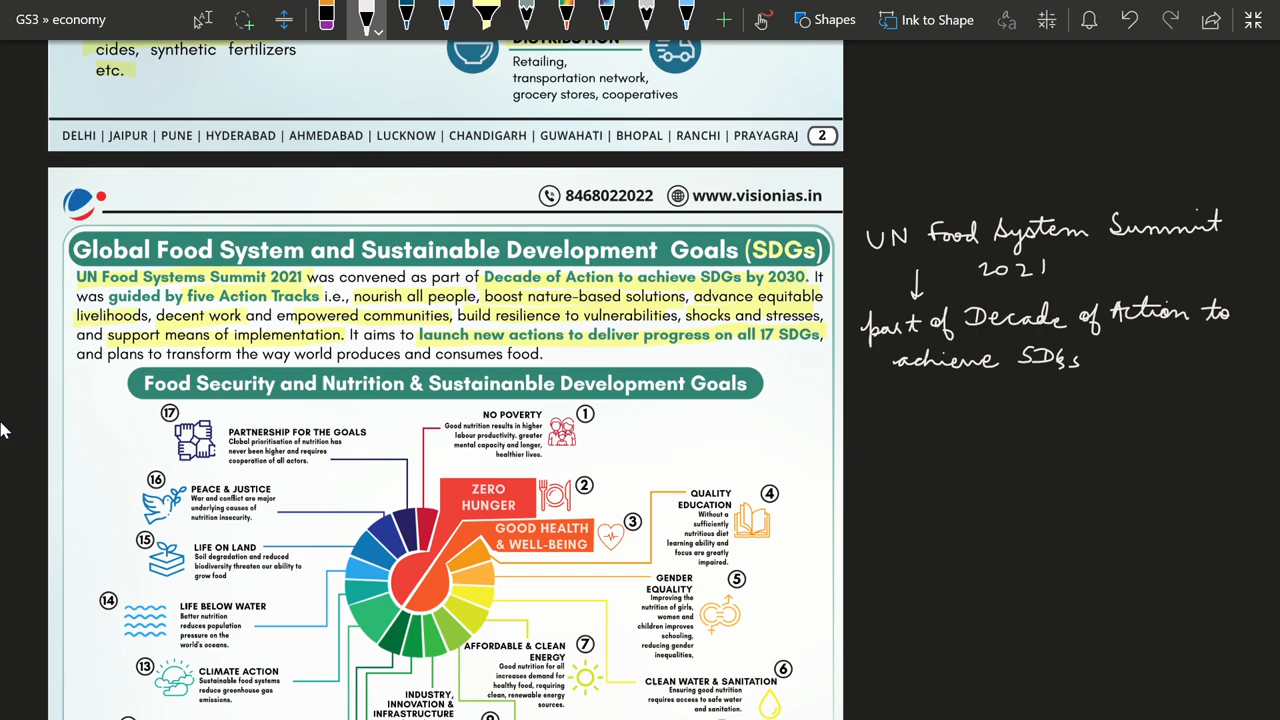 GS3 » economy
Shapes
Ink to Shape
cides, synthetic fertilizers
etc.
DISTRIBUTION
Retailing,
transportation network,
grocery stores, cooperatives
DELHI | JAIPUR | PUNE | HYDERABAD | AHMEDABAD | LUCKNOW | CHANDIGARH | GUWAHATI | BHOPAL | RANCHI | PRAYAGRAJ 2
8468022022 www.visionias.in
Global Food System and Sustainable Development Goals (SDGs)
UN Food Systems Summit 2021 was convened as part of Decade of Action to achieve SDGs by 2030. It
was guided by five Action Tracks i.e., nourish all people, boost nature-based solutions, advance equitable
livelihoods, decent work and empowered communities, build resilience to vulnerabilities, shocks and stresses,
and support means of implementation. It aims to launch new actions to deliver progress on all 17 SDGs,
and plans to transform the way world produces and consumes food.
UN Food System Summit
2021
part of Decade of Action to
achieve SDGs
Food Security and Nutrition & Sustainanble Development Goals
17
PARTNERSHIP FOR THE GOALS
Global prioritisation of nutrition has
never been higher and requires
cooperation of all actors.
NO POVERTY
1
Good nutrition results in higher
labour productivity. greater
mental capacity and longer,
healthier lives.
16
PEACE & JUSTICE
War and conflict are major
underlying causes of
nutrition insecurity.
ZERO
HUNGER
2
GOOD HEALTH
& WELL-BEING
3
QUALITY
EDUCATION
4
Without a
sufficiently
nutritious diet
learning ability and
focus are greatly
impaired.
15
LIFE ON LAND
Soil degradation and reduced
biodiversity threaten our ability to
grow food
GENDER
EQUALITY
5
Improving the
nutrition of girls,
women and
children improves
schooling,
reducing gender
inequalities,
14
LIFE BELOW WATER
Better nutrition
reduces population
pressure on the
world's oceans.
AFFORDABLE & CLEAN
ENERGY
7
Good nutrition for all
increases demand for
healthy food, requiring
clean, renewable energy
sources.
13
CLIMATE ACTION
Sustainable food systems
reduce greenhouse gas
emissions.
CLEAN WATER & SANITATION
6
Ensuring good nutrition
requires access to safe water
and sanitation.
INDUSTRY,
INNOVATION &
INFRASTRUCTURE